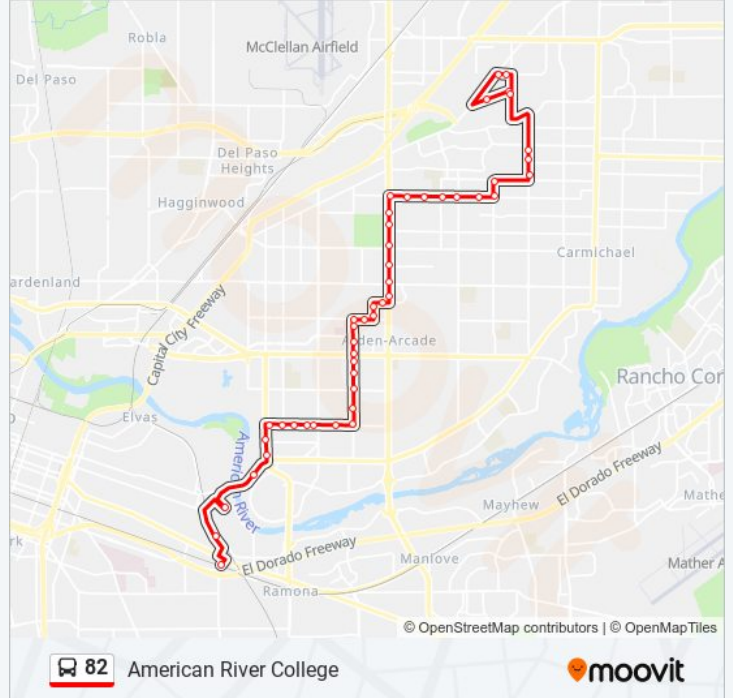 Robla
McClellan Airfield
Del Paso
Del Paso
Heights
Hagginwood
Carmichael
ardenland
Capital City Freeway
Arden-Arcade
Rancho Cor
Elvas
American River
El Dorado Freeway
Mayhew
Mathe
rk
El Dorado Freeway
Manlove
Mather A
Ramona
© OpenStreetMap contributors | © OpenMapTiles
82 American River College
moovit